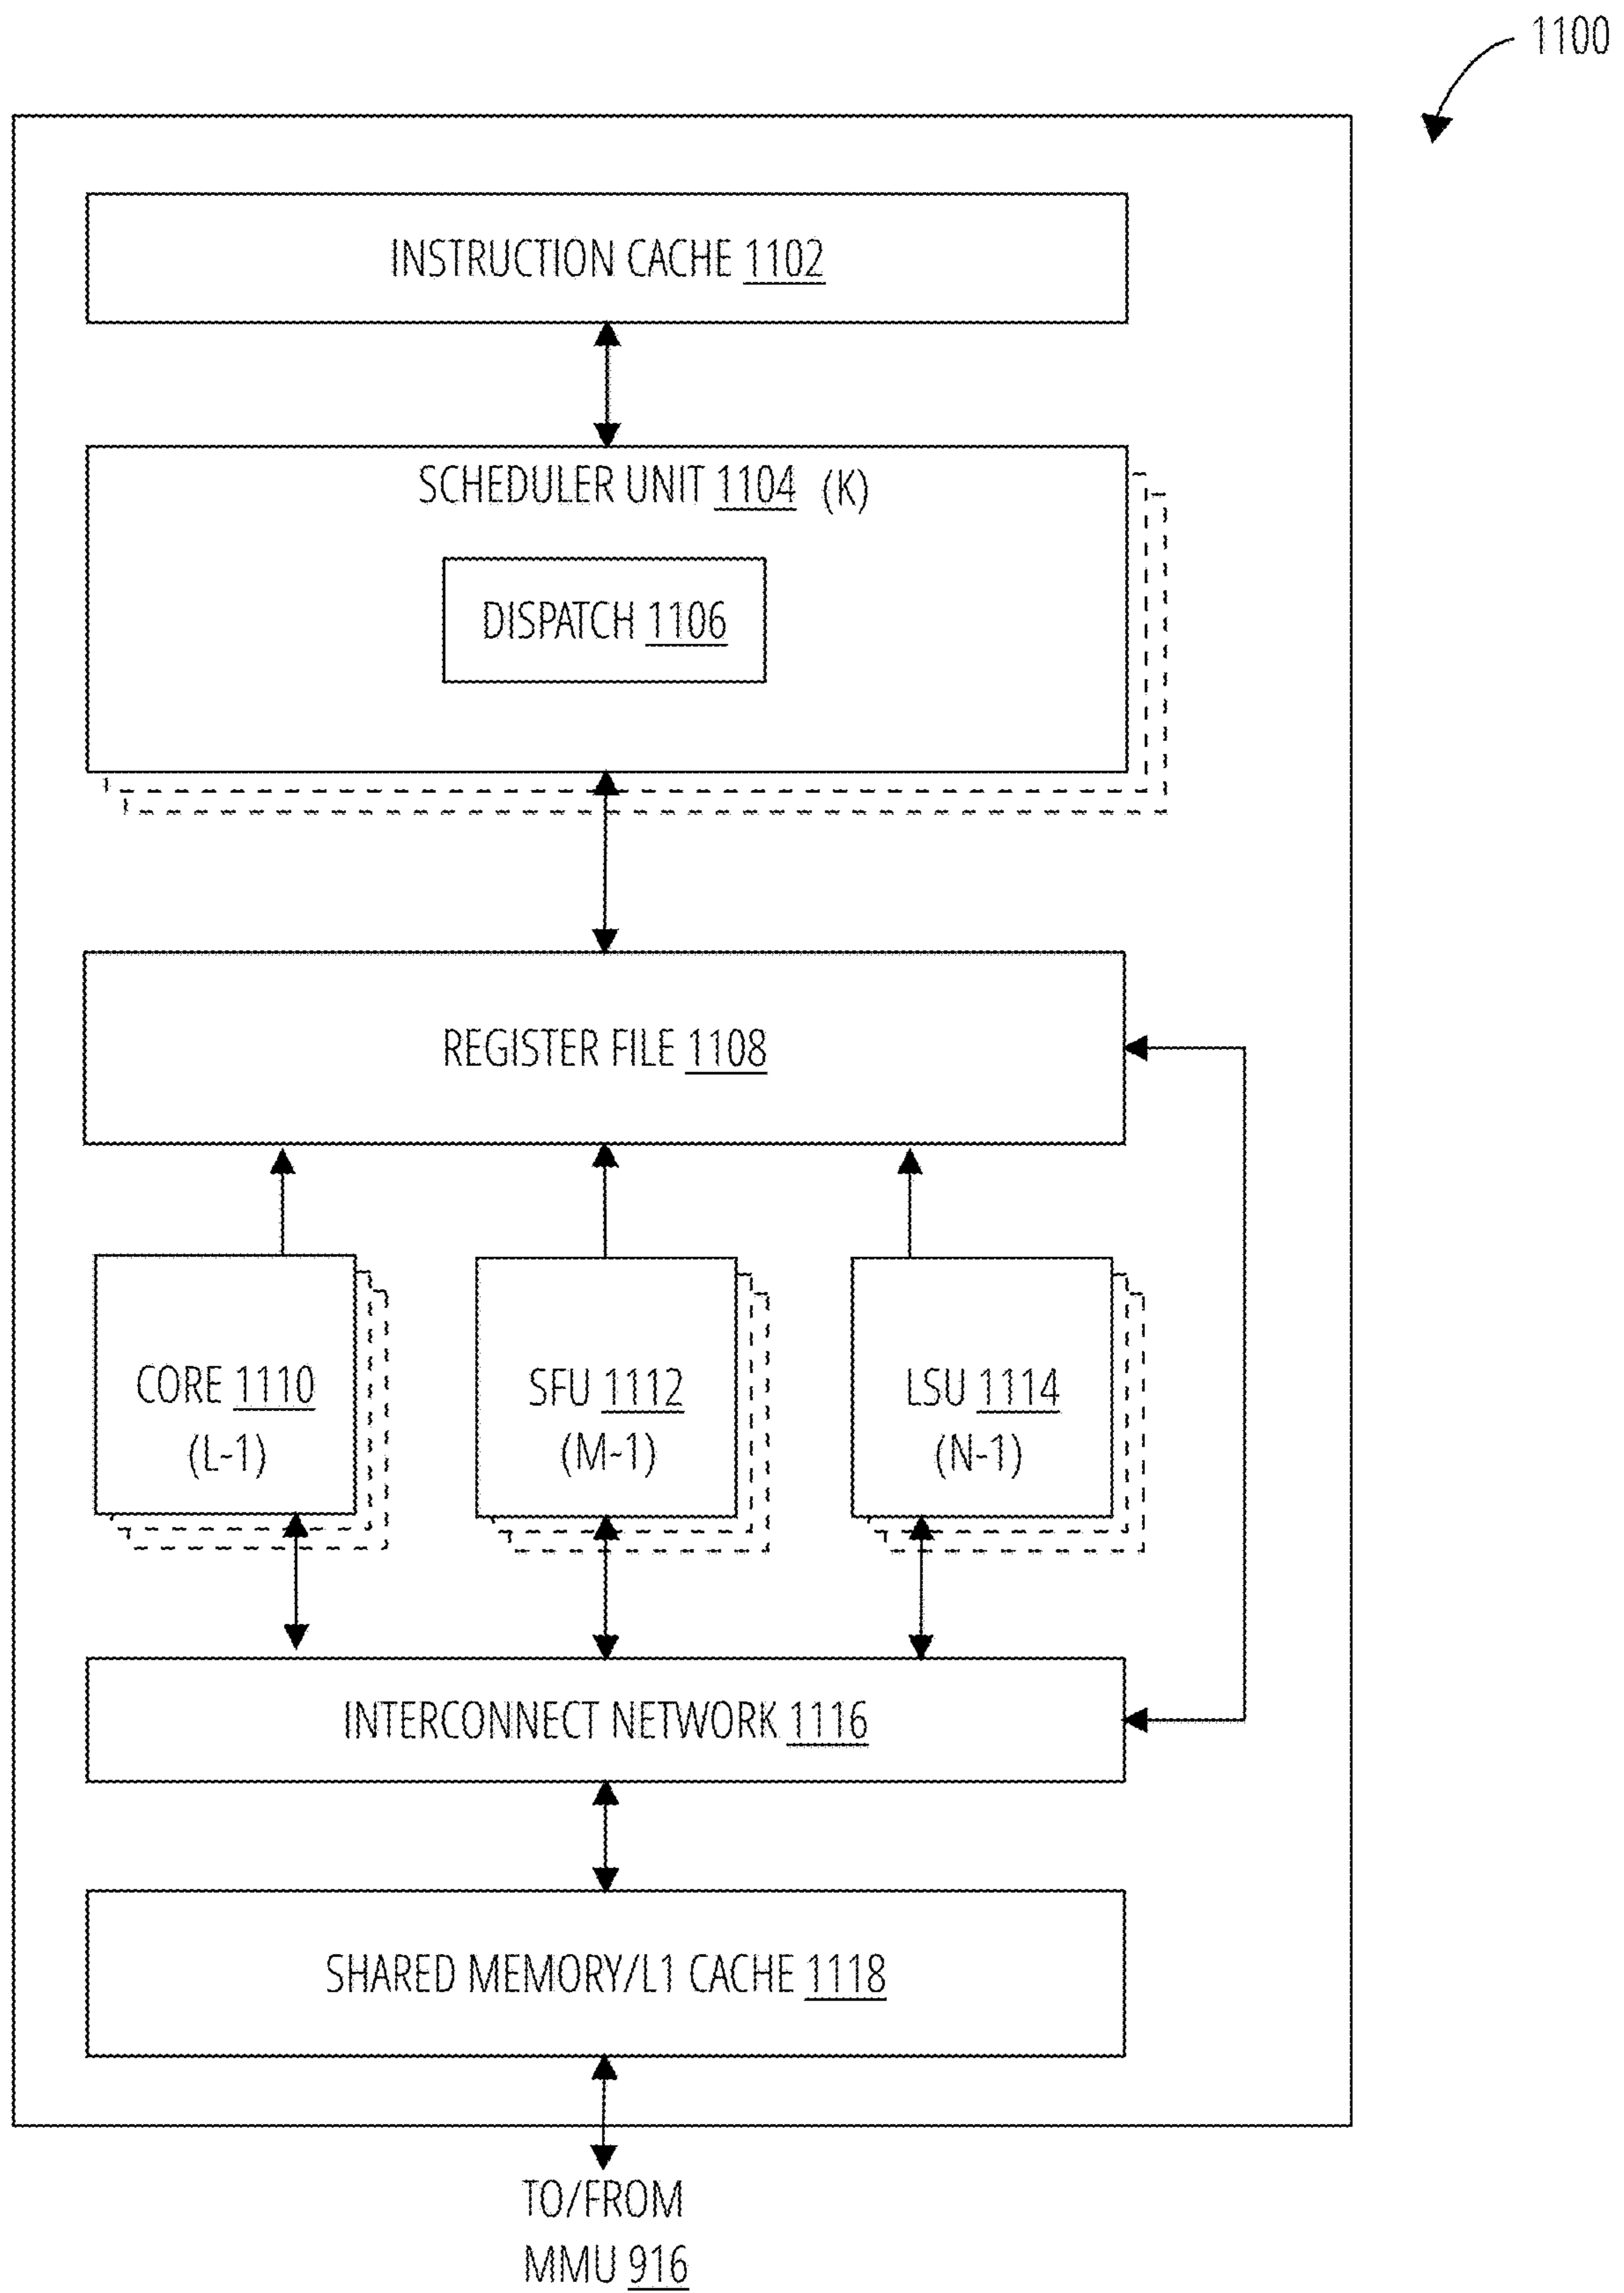 1100
INSTRUCTION CACHE 1102
SCHEDULER UNIT 1104 (K)
DISPATCH 1106
REGISTER FILE 1108
CORE 1110
(L-1)
SFU 1112
(M-1)
LSU 1114
(N-1)
INTERCONNECT NETWORK 1116
SHARED MEMORY/L1 CACHE 1118
TO/FROM
MMU 916